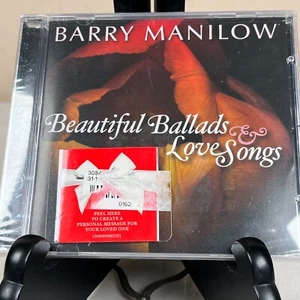 BARRY MANILOW
Beautiful Ballads
& Love Songs
PEEL HERE
TO CREATE A
PERSONAL MESSAGE FOR
YOUR LOVED ONE